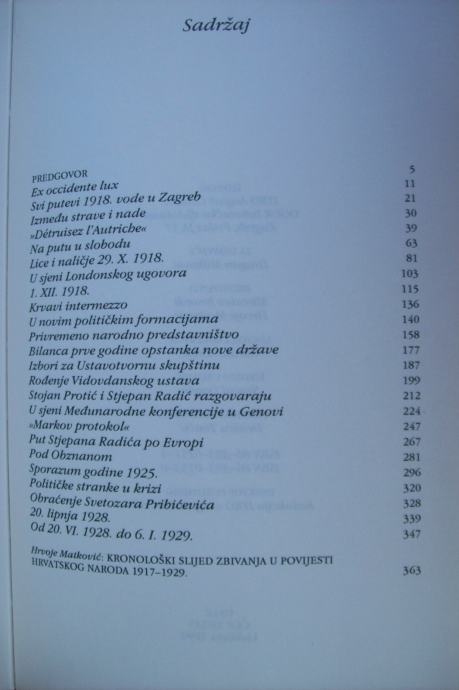 Sadržaj
PREDGOVOR 5
Ex occidente lux 11
Svi putevi 1918. vode u Zagreb 21
Između strave i nade 30
»Détruisez l'Autriche« 39
Na putu u slobodu 63
Lice i naličje 29. X. 1918. 81
U sjeni Londonskog ugovora 103
1. XII. 1918. 115
Krvavi intermezzo 136
U novim političkim formacijama 140
Privremeno narodno predstavništvo 158
Bilanca prve godine opstanka nove države 177
Izbori za Ustavotvornu skupštinu 187
Rođenje Vidovdanskog ustava 199
Stojan Protić i Stjepan Radić razgovaraju 212
U sjeni Međunarodne konferencije u Genovi 224
»Markov protokol« 247
Put Stjepana Radića po Evropi 267
Pod Obznanom 281
Sporazum godine 1925. 296
Političke stranke u krizi 320
Obraćenje Svetozara Pribićevića 328
20. lipnja 1928. 339
Od 20. VI. 1928. do 6. I. 1929. 347
Hrvoje Matković: KRONOLOŠKI SLIJED ZBIVANJA U POVIJESTI
HRVATSKOG NARODA 1917–1929. 363